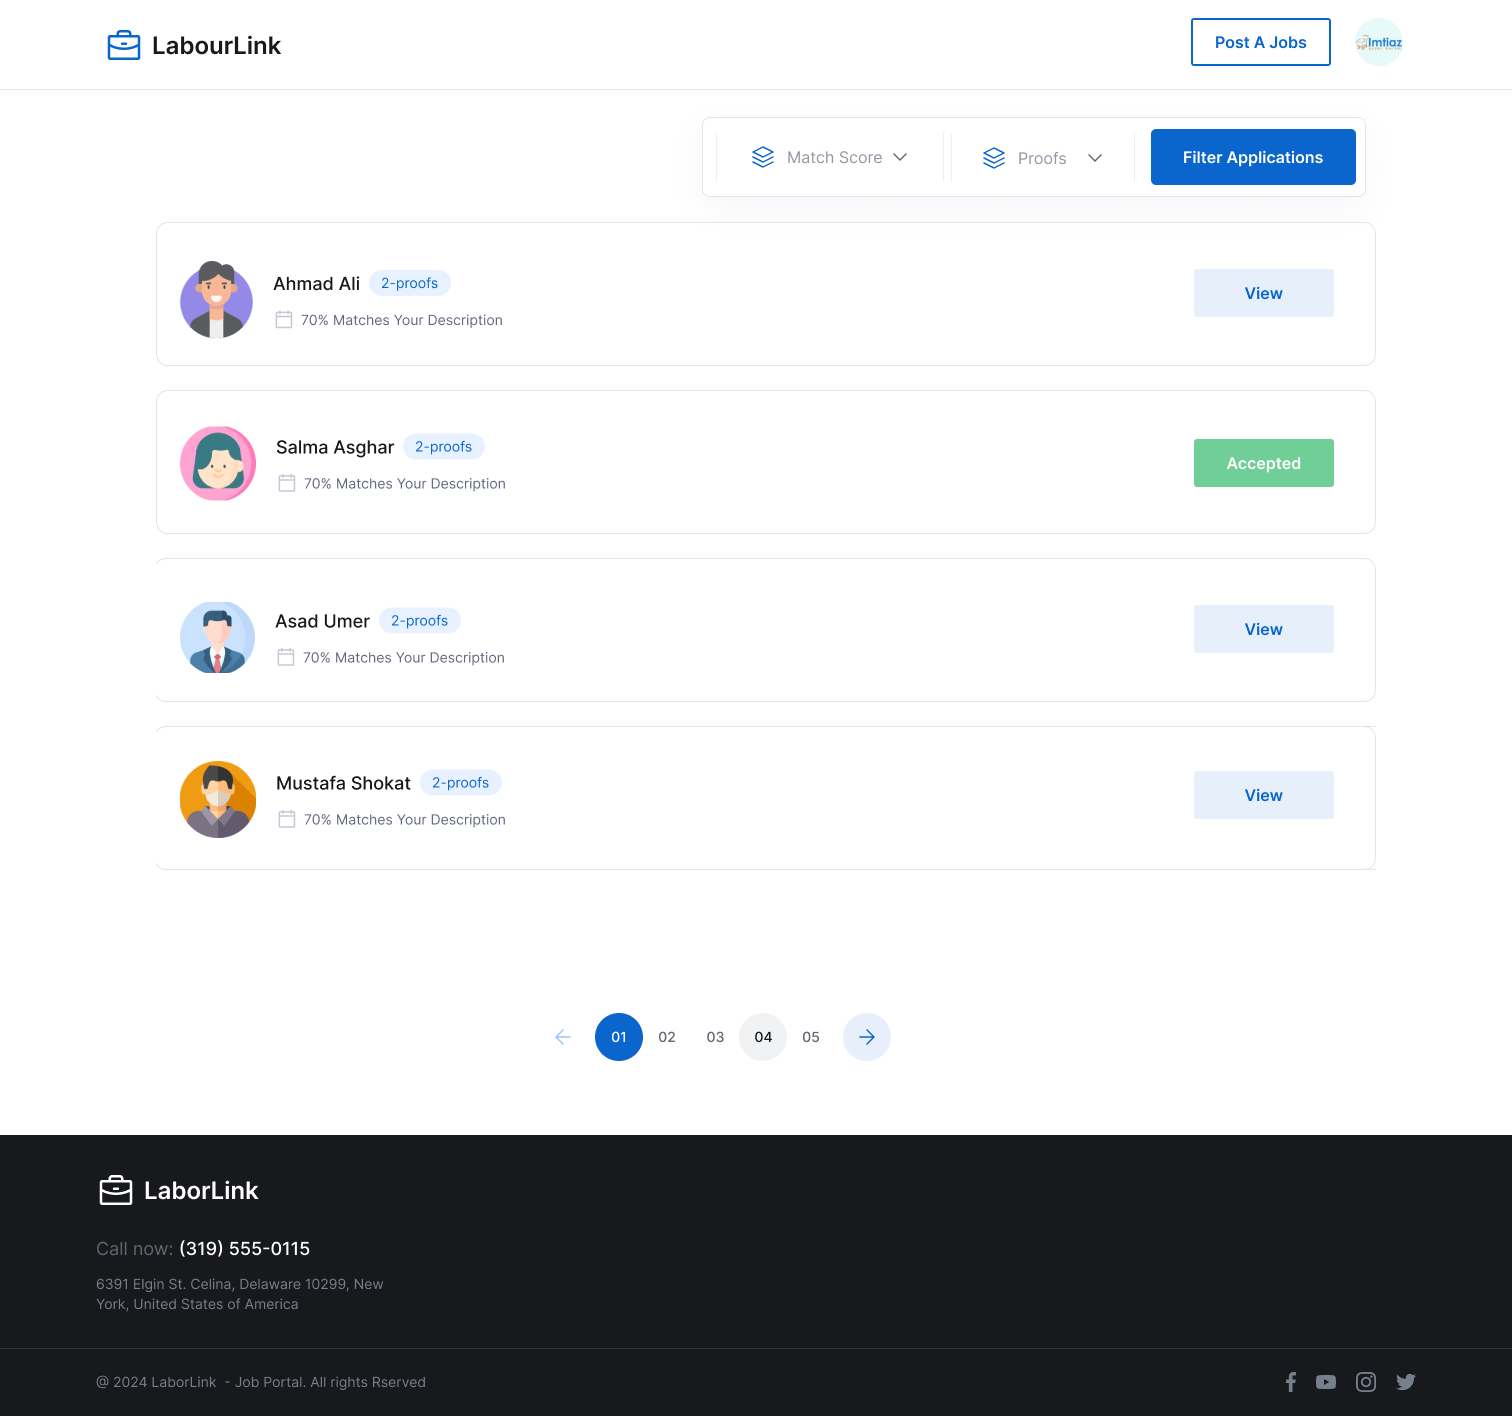 LabourLink
Post A Jobs
Imtiaz
Match Score
Proofs
Filter Applications
Ahmad Ali
2-proofs
70% Matches Your Description
View
Salma Asghar
2-proofs
70% Matches Your Description
Accepted
Asad Umer
2-proofs
70% Matches Your Description
View
Mustafa Shokat
2-proofs
70% Matches Your Description
View
01
02
03
04
05
LaborLink
Call now: (319) 555-0115
6391 Elgin St. Celina, Delaware 10299, New
York, United States of America
@ 2024 LaborLink - Job Portal. All rights Rserved